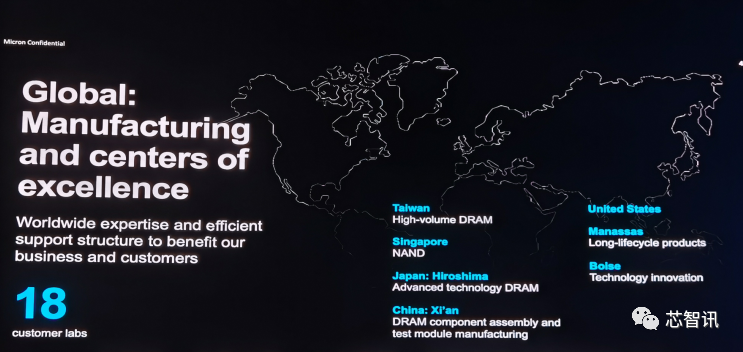 Micron Confidential
Global:
Manufacturing
and centers of
excellence
Worldwide expertise and efficient
support structure to benefit our
business and customers
18
customer labs
Taiwan
High-volume DRAM
Singapore
NAND
Japan: Hiroshima
Advanced technology DRAM
China: Xi'an
DRAM component assembly and
test module manufacturing
United States
Manassas
Long-lifecycle products
Boise
Technology innovation
芯智讯